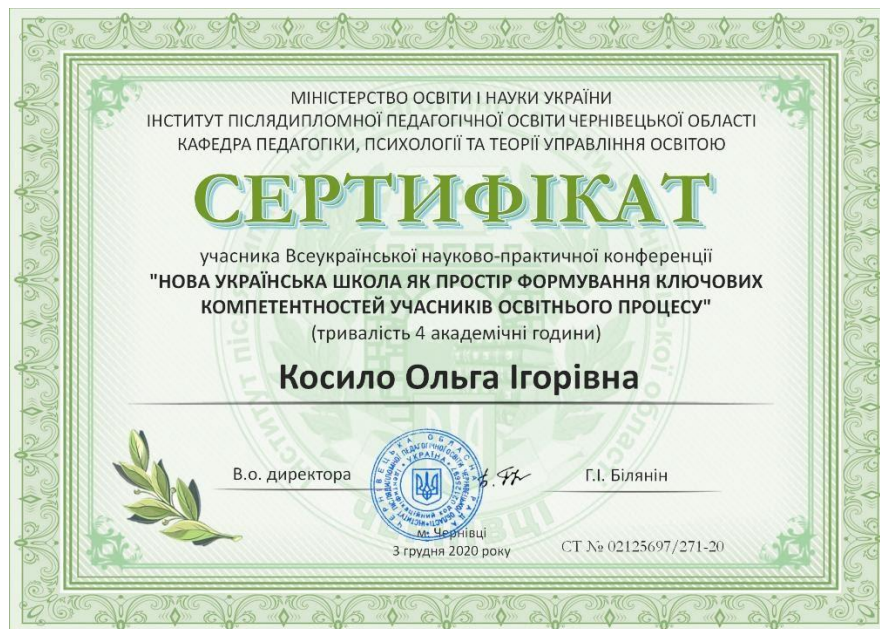 МІНІСТЕРСТВО ОСВІТИ І НАУКИ УКРАЇНИ
ІНСТИТУТ ПІСЛЯДИПЛОМНОЇ ПЕДАГОГІЧНОЇ ОСВІТИ ЧЕРНІВЕЦЬКОЇ ОБЛАСТІ
КАФЕДРА ПЕДАГОГІКИ, ПСИХОЛОГІЇ ТА ТЕОРІЇ УПРАВЛІННЯ ОСВІТОЮ
СЕРТИФІКАТ
учасника Всеукраїнської науково-практичної конференції
"НОВА УКРАЇНСЬКА ШКОЛА ЯК ПРОСТІР ФОРМУВАННЯ КЛЮЧОВИХ
КОМПЕТЕНТНОСТЕЙ УЧАСНИКІВ ОСВІТНЬОГО ПРОЦЕСУ"
(тривалість 4 академічні години)
Косило Ольга Ігорівна
В.о. директора
Г.І. Білянін
м. Чернівці
3 грудня 2020 року
СТ № 02125697/271-20